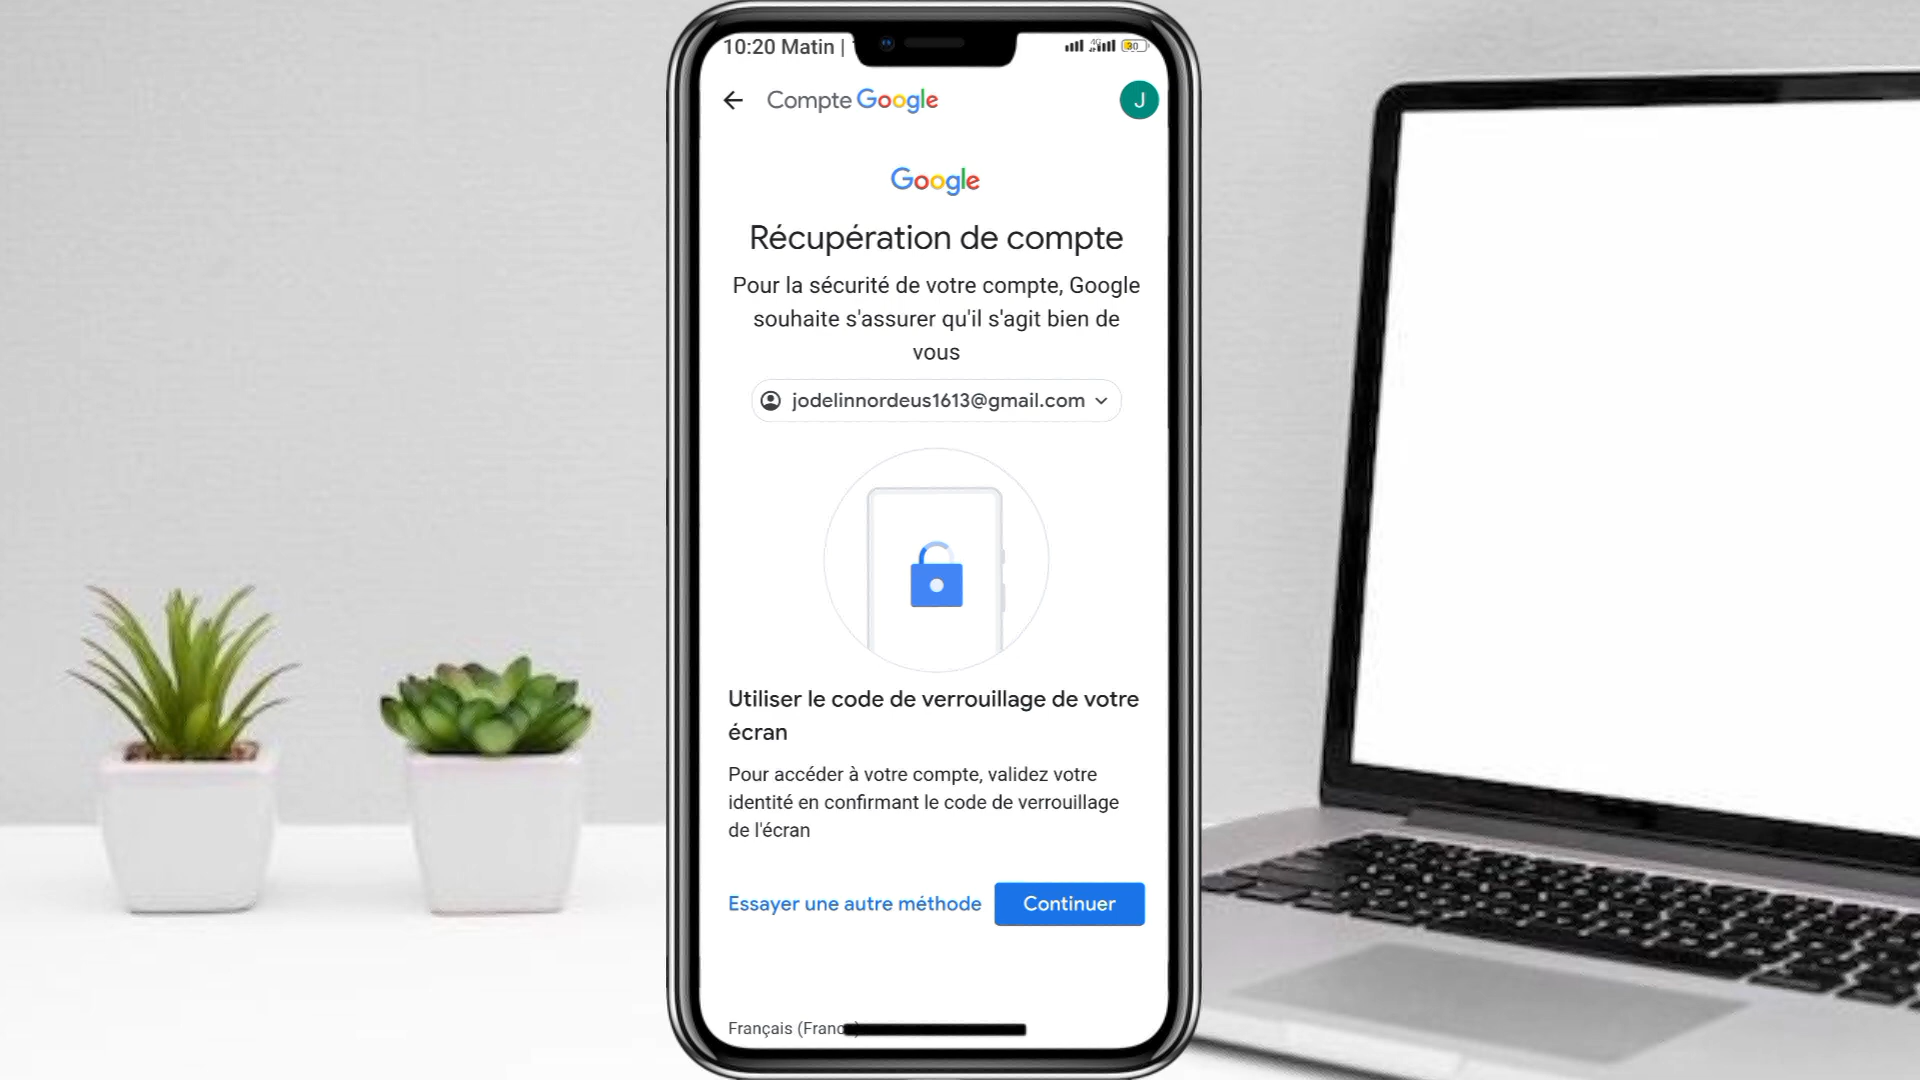 10:20 Matin |
4G
30
Compte Google
J
Google
Récupération de compte
Pour la sécurité de votre compte, Google
souhaite s'assurer qu'il s'agit bien de
vous
jodelinnordeus1613@gmail.com
Utiliser le code de verrouillage de votre
écran
Pour accéder à votre compte, validez votre
identité en confirmant le code de verrouillage
de l'écran
Essayer une autre méthode
Continuer
Français